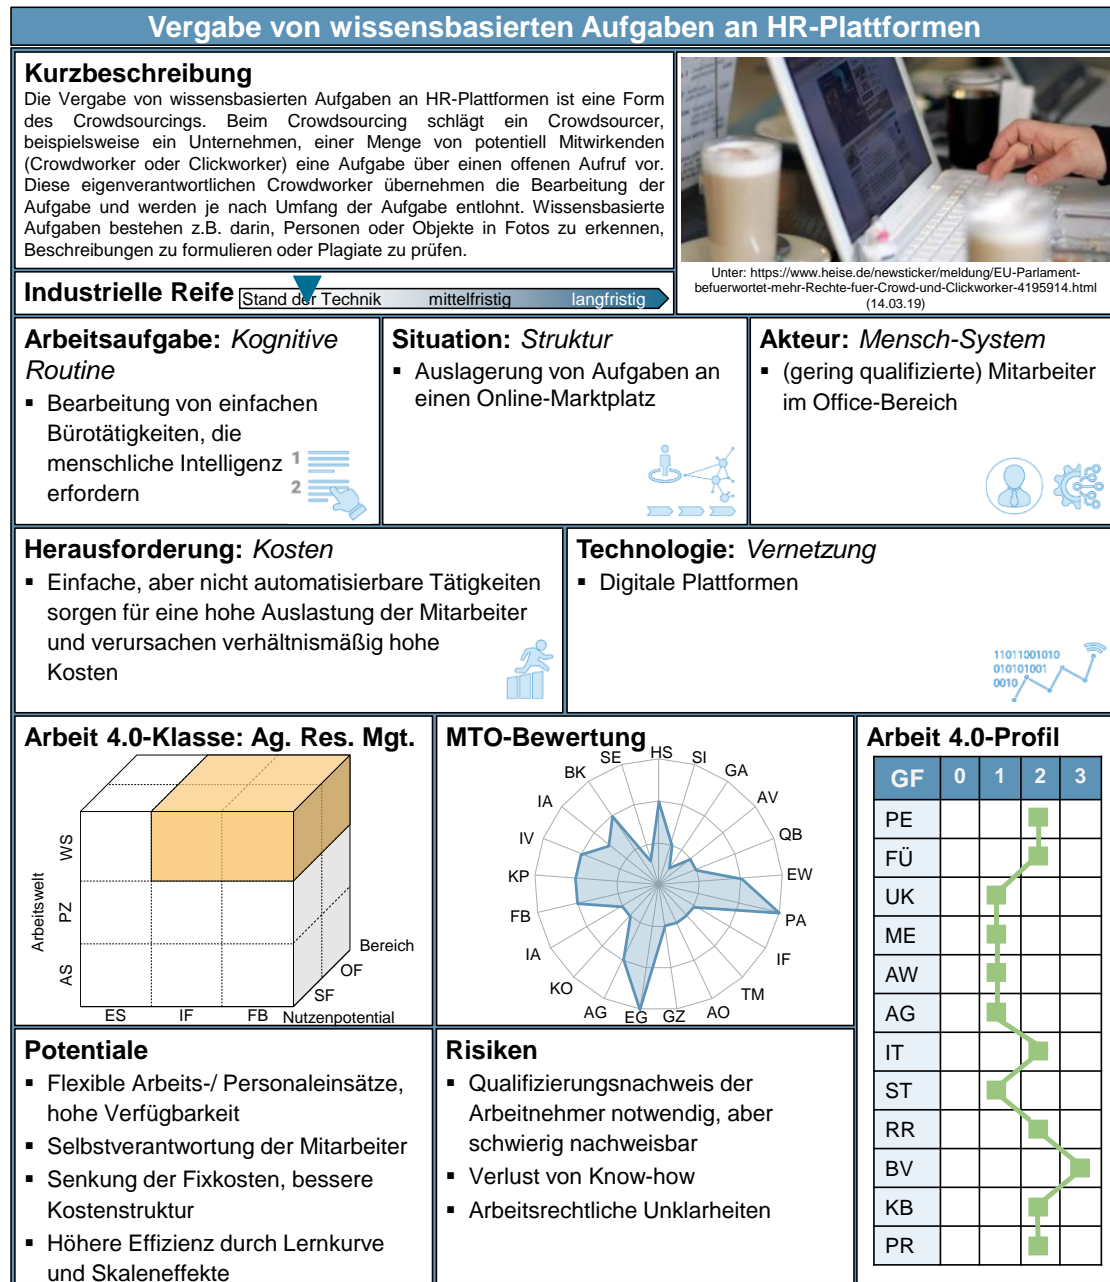 Vergabe von wissensbasierten Aufgaben an HR-Plattformen
Kurzbeschreibung
Die Vergabe von wissensbasierten Aufgaben an HR-Plattformen ist eine Form
des Crowdsourcings. Beim Crowdsourcing schlägt ein Crowdsourcer,
beispielsweise ein Unternehmen, einer Menge von potentiell Mitwirkenden
(Crowdworker oder Clickworker) eine Aufgabe über einen offenen Aufruf vor.
Diese eigenverantwortlichen Crowdworker übernehmen die Bearbeitung der
Aufgabe und werden je nach Umfang der Aufgabe entlohnt. Wissensbasierte
Aufgaben bestehen z.B. darin, Personen oder Objekte in Fotos zu erkennen,
Beschreibungen zu formulieren oder Plagiate zu prüfen.
Unter: https://www.heise.de/newsticker/meldung/EU-Parlament-
befuerwortet-mehr-Rechte-fuer-Crowd-und-Clickworker-4195914.html
(14.03.19)
Industrielle Reife
Stand der Technik mittelfristig langfristig
Arbeitsaufgabe: Kognitive
Routine
▪ Bearbeitung von einfachen
Bürotätigkeiten, die
menschliche Intelligenz
erfordern
1
2
Situation: Struktur
▪ Auslagerung von Aufgaben an
einen Online-Marktplatz
Akteur: Mensch-System
▪ (gering qualifizierte) Mitarbeiter
im Office-Bereich
Herausforderung: Kosten
▪ Einfache, aber nicht automatisierbare Tätigkeiten
sorgen für eine hohe Auslastung der Mitarbeiter
und verursachen verhältnismäßig hohe
Kosten
Technologie: Vernetzung
▪ Digitale Plattformen
11011001010
010101001
0010
Arbeit 4.0-Klasse: Ag. Res. Mgt.
Arbeitswelt
WS
PZ
AS
ES IF FB Nutzenpotential
SF
OF
Bereich
MTO-Bewertung
HS
SI
GA
AV
QB
EW
PA
IF
TM
AO
GZ
EG
AG
KO
IA
FB
KP
IV
IA
BK
SE
Arbeit 4.0-Profil
GF 0 1 2 3
PE
FÜ
UK
ME
AW
AG
IT
ST
RR
BV
KB
PR
Potentiale
▪ Flexible Arbeits-/ Personaleinsätze,
hohe Verfügbarkeit
▪ Selbstverantwortung der Mitarbeiter
▪ Senkung der Fixkosten, bessere
Kostenstruktur
▪ Höhere Effizienz durch Lernkurve
und Skaleneffekte
Risiken
▪ Qualifizierungsnachweis der
Arbeitnehmer notwendig, aber
schwierig nachweisbar
▪ Verlust von Know-how
▪ Arbeitsrechtliche Unklarheiten